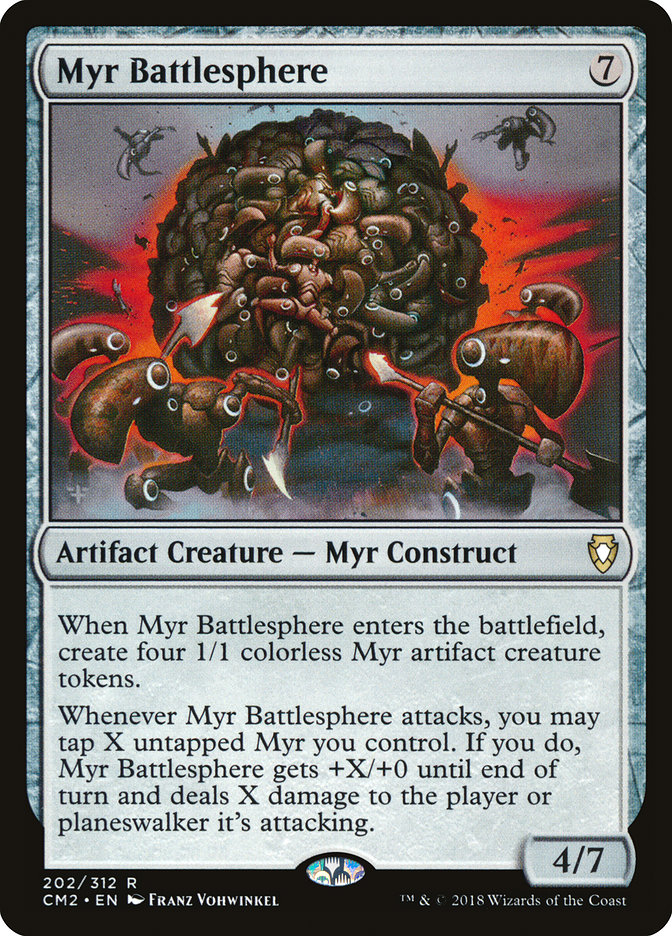 Myr Battlesphere 7
Artifact Creature — Myr Construct
When Myr Battlesphere enters the battlefield,
create four 1/1 colorless Myr artifact creature
tokens.
Whenever Myr Battlesphere attacks, you may
tap X untapped Myr you control. If you do,
Myr Battlesphere gets +X/+0 until end of
turn and deals X damage to the player or
planeswalker it's attacking.
4/7
202/312 R
CM2 • EN Franz Vohwinkel
™ & © 2018 Wizards of the Coast